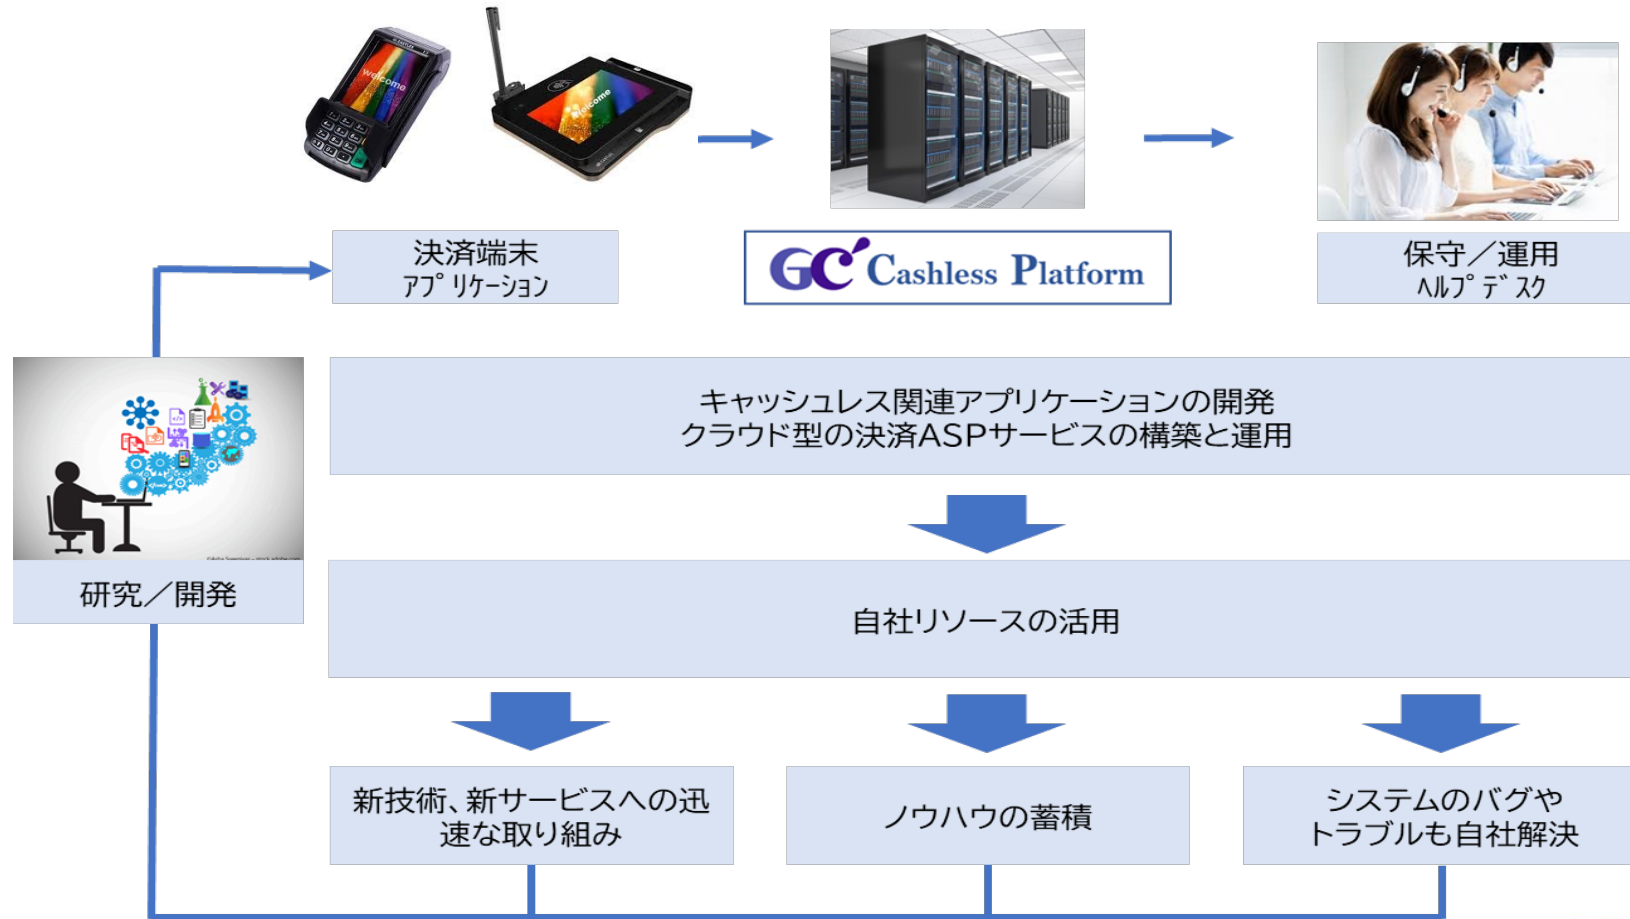 welcome
welcome
決済端末
ｱﾌﾟﾘｹｰｼｮﾝ
GC Cashless Platform
保守／運用
ﾍﾙﾌﾟﾃﾞｽｸ
キャッシュレス関連アプリケーションの開発
クラウド型の決済ASPサービスの構築と運用
研究／開発
自社リソースの活用
新技術、新サービスへの迅
速な取り組み
ノウハウの蓄積
システムのバグや
トラブルも自社解決